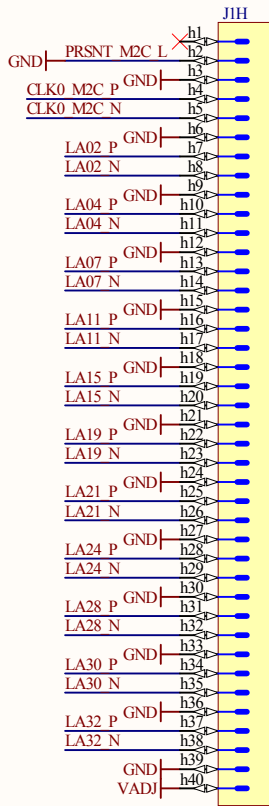 J1H
h1
GND PRSNT_M2C_L h2
GND h3
CLK0_M2C_P h4
CLK0_M2C_N h5
GND h6
LA02_P h7
LA02_N h8
GND h9
LA04_P h10
LA04_N h11
GND h12
LA07_P h13
LA07_N h14
GND h15
LA11_P h16
LA11_N h17
GND h18
LA15_P h19
LA15_N h20
GND h21
LA19_P h22
LA19_N h23
GND h24
LA21_P h25
LA21_N h26
GND h27
LA24_P h28
LA24_N h29
GND h30
LA28_P h31
LA28_N h32
GND h33
LA30_P h34
LA30_N h35
GND h36
LA32_P h37
LA32_N h38
GND h39
VADJ h40